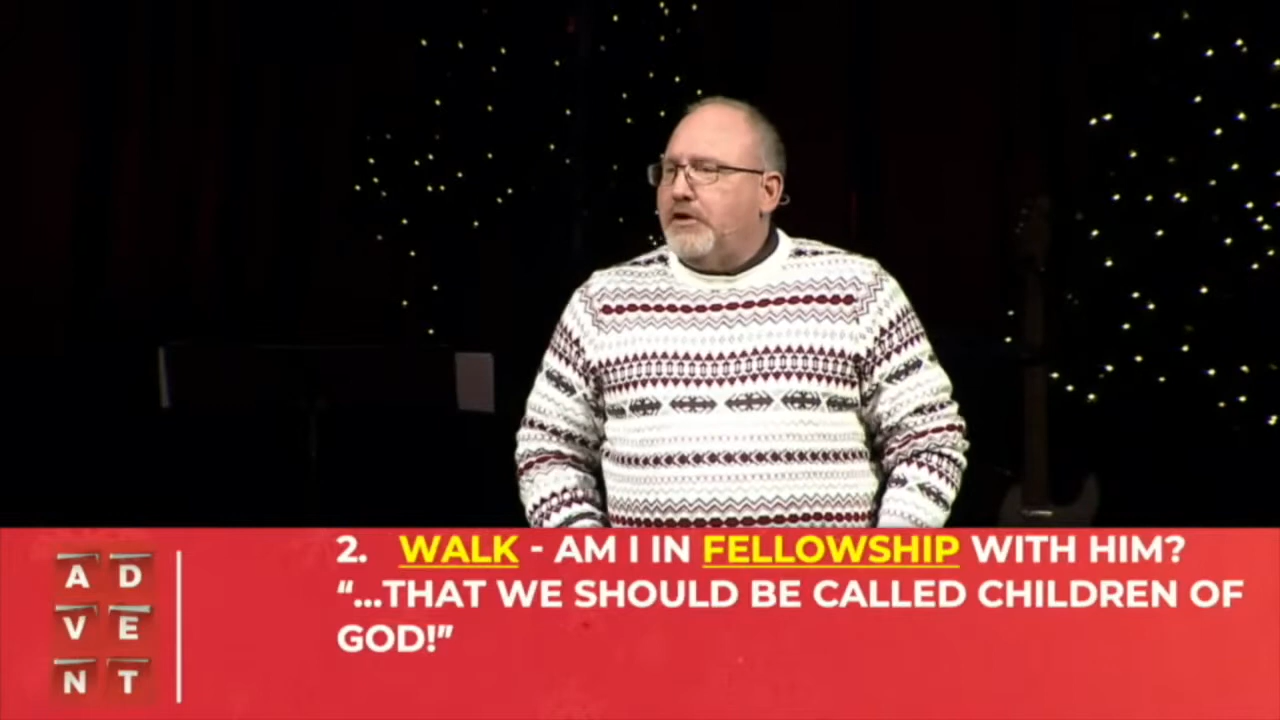 A D
V E
N T
2. WALK - AM I IN FELLOWSHIP WITH HIM?
“...THAT WE SHOULD BE CALLED CHILDREN OF
GOD!”